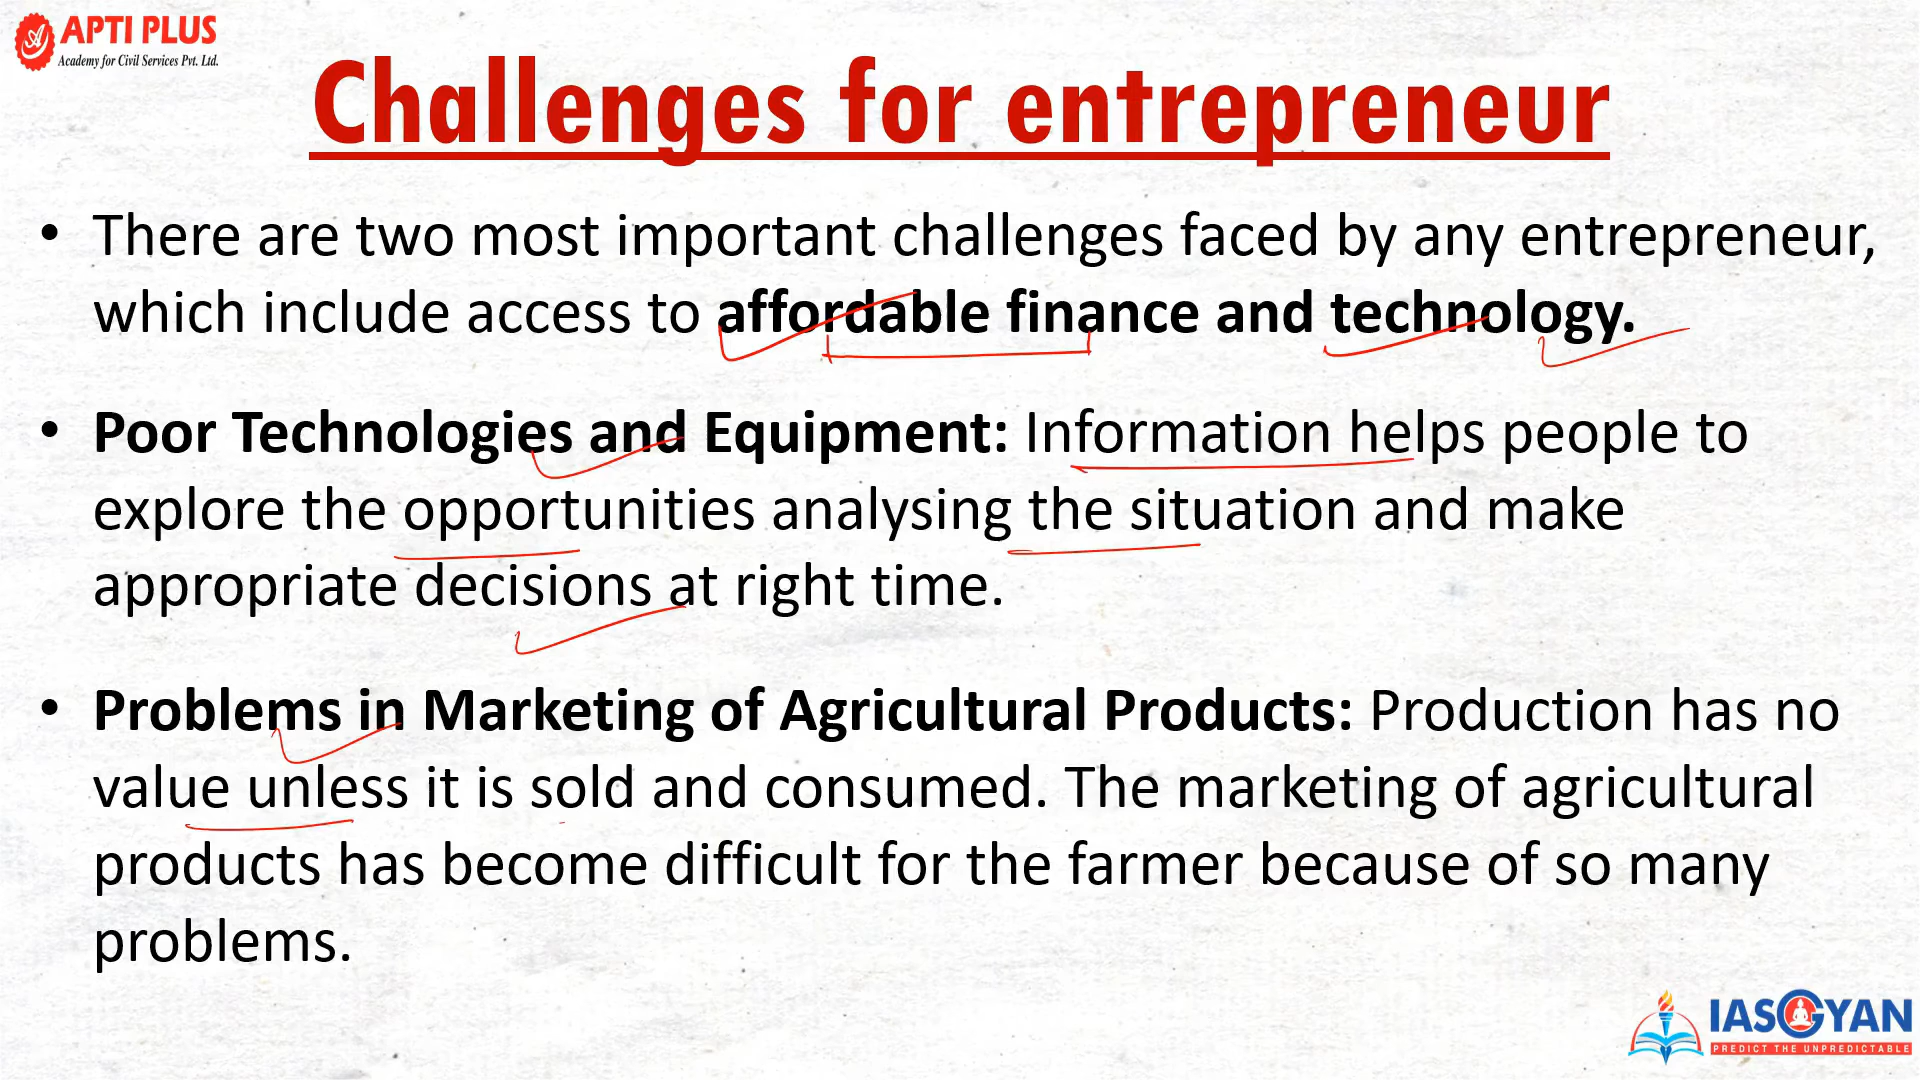 APTI PLUS
Academy for Civil Services Pvt. Ltd.
Challenges for entrepreneur
• There are two most important challenges faced by any entrepreneur,
which include access to affordable finance and technology.
• Poor Technologies and Equipment: Information helps people to
explore the opportunities analysing the situation and make
appropriate decisions at right time.
• Problems in Marketing of Agricultural Products: Production has no
value unless it is sold and consumed. The marketing of agricultural
products has become difficult for the farmer because of so many
problems.
IASGYAN
PREDICT THE UNPREDICTABLE